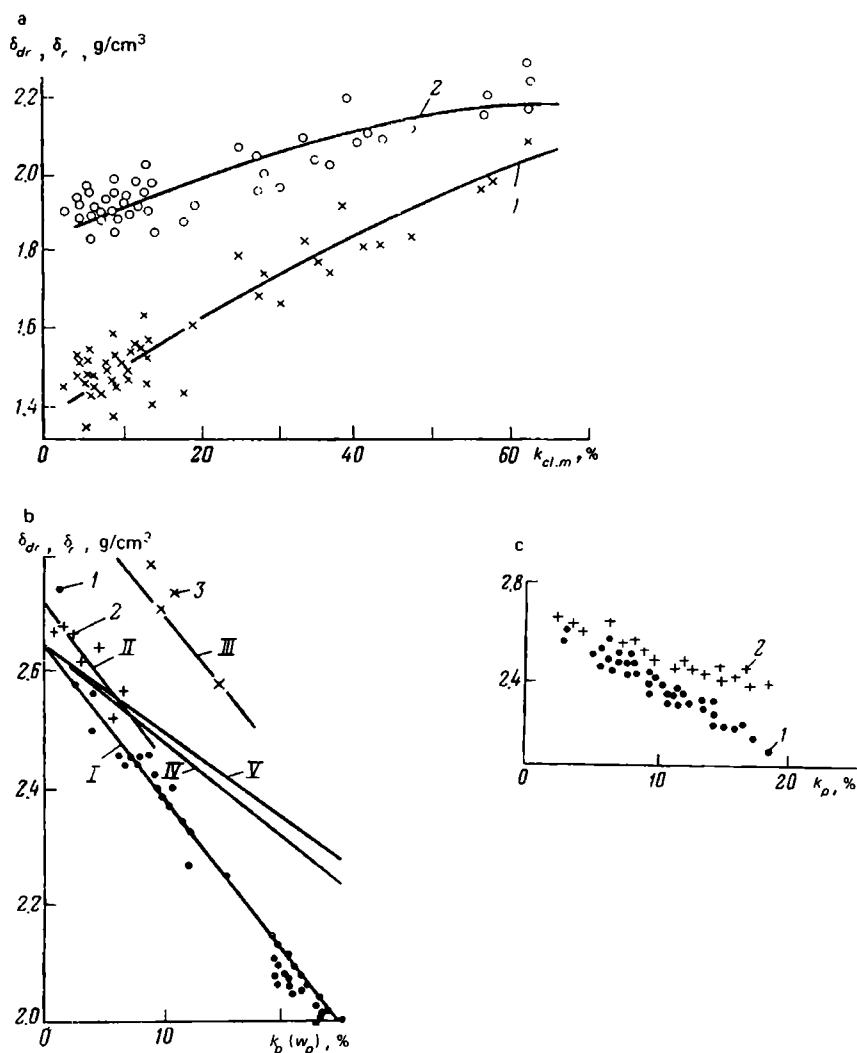 a
δdr , δr , g/cm³
2,2
2
2.0
1.8
1
1.6
1.4
0
20
40
60
kcl.m , %
b
δdr , δr , g/cm³
1
3
2
II
III
2.6
I
IV
V
2,4
2.2
2.0
0
10
kp (wp) , %
c
2.8
2
2,4
1
0
10
kp , %
20